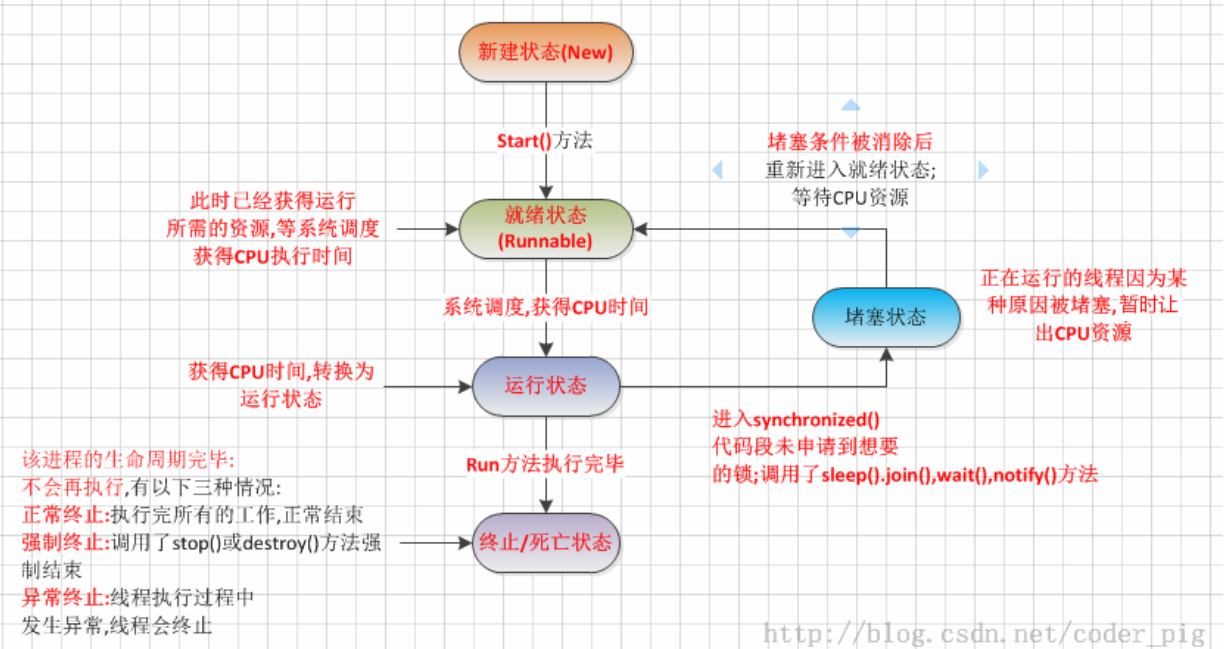 新建状态(New)
Start()方法
堵塞条件被消除后
重新进入就绪状态;
等待CPU资源
此时已经获得运行
所需的资源,等系统调度
获得CPU执行时间
就绪状态
(Runnable)
系统调度,获得CPU时间
正在运行的线程因为某
种原因被堵塞,暂时让
出CPU资源
堵塞状态
获得CPU时间,转换为
运行状态
运行状态
进入synchronized()
代码段未申请到想要
的锁;调用了sleep().join(),wait(),notify()方法
Run方法执行完毕
该进程的生命周期完毕:
不会再执行,有以下三种情况:
正常终止:执行完所有的工作,正常结束
强制终止:调用了stop()或destroy()方法强
制结束
异常终止:线程执行过程中
发生异常,线程会终止
终止/死亡状态
http://blog.csdn.net/coder_pig